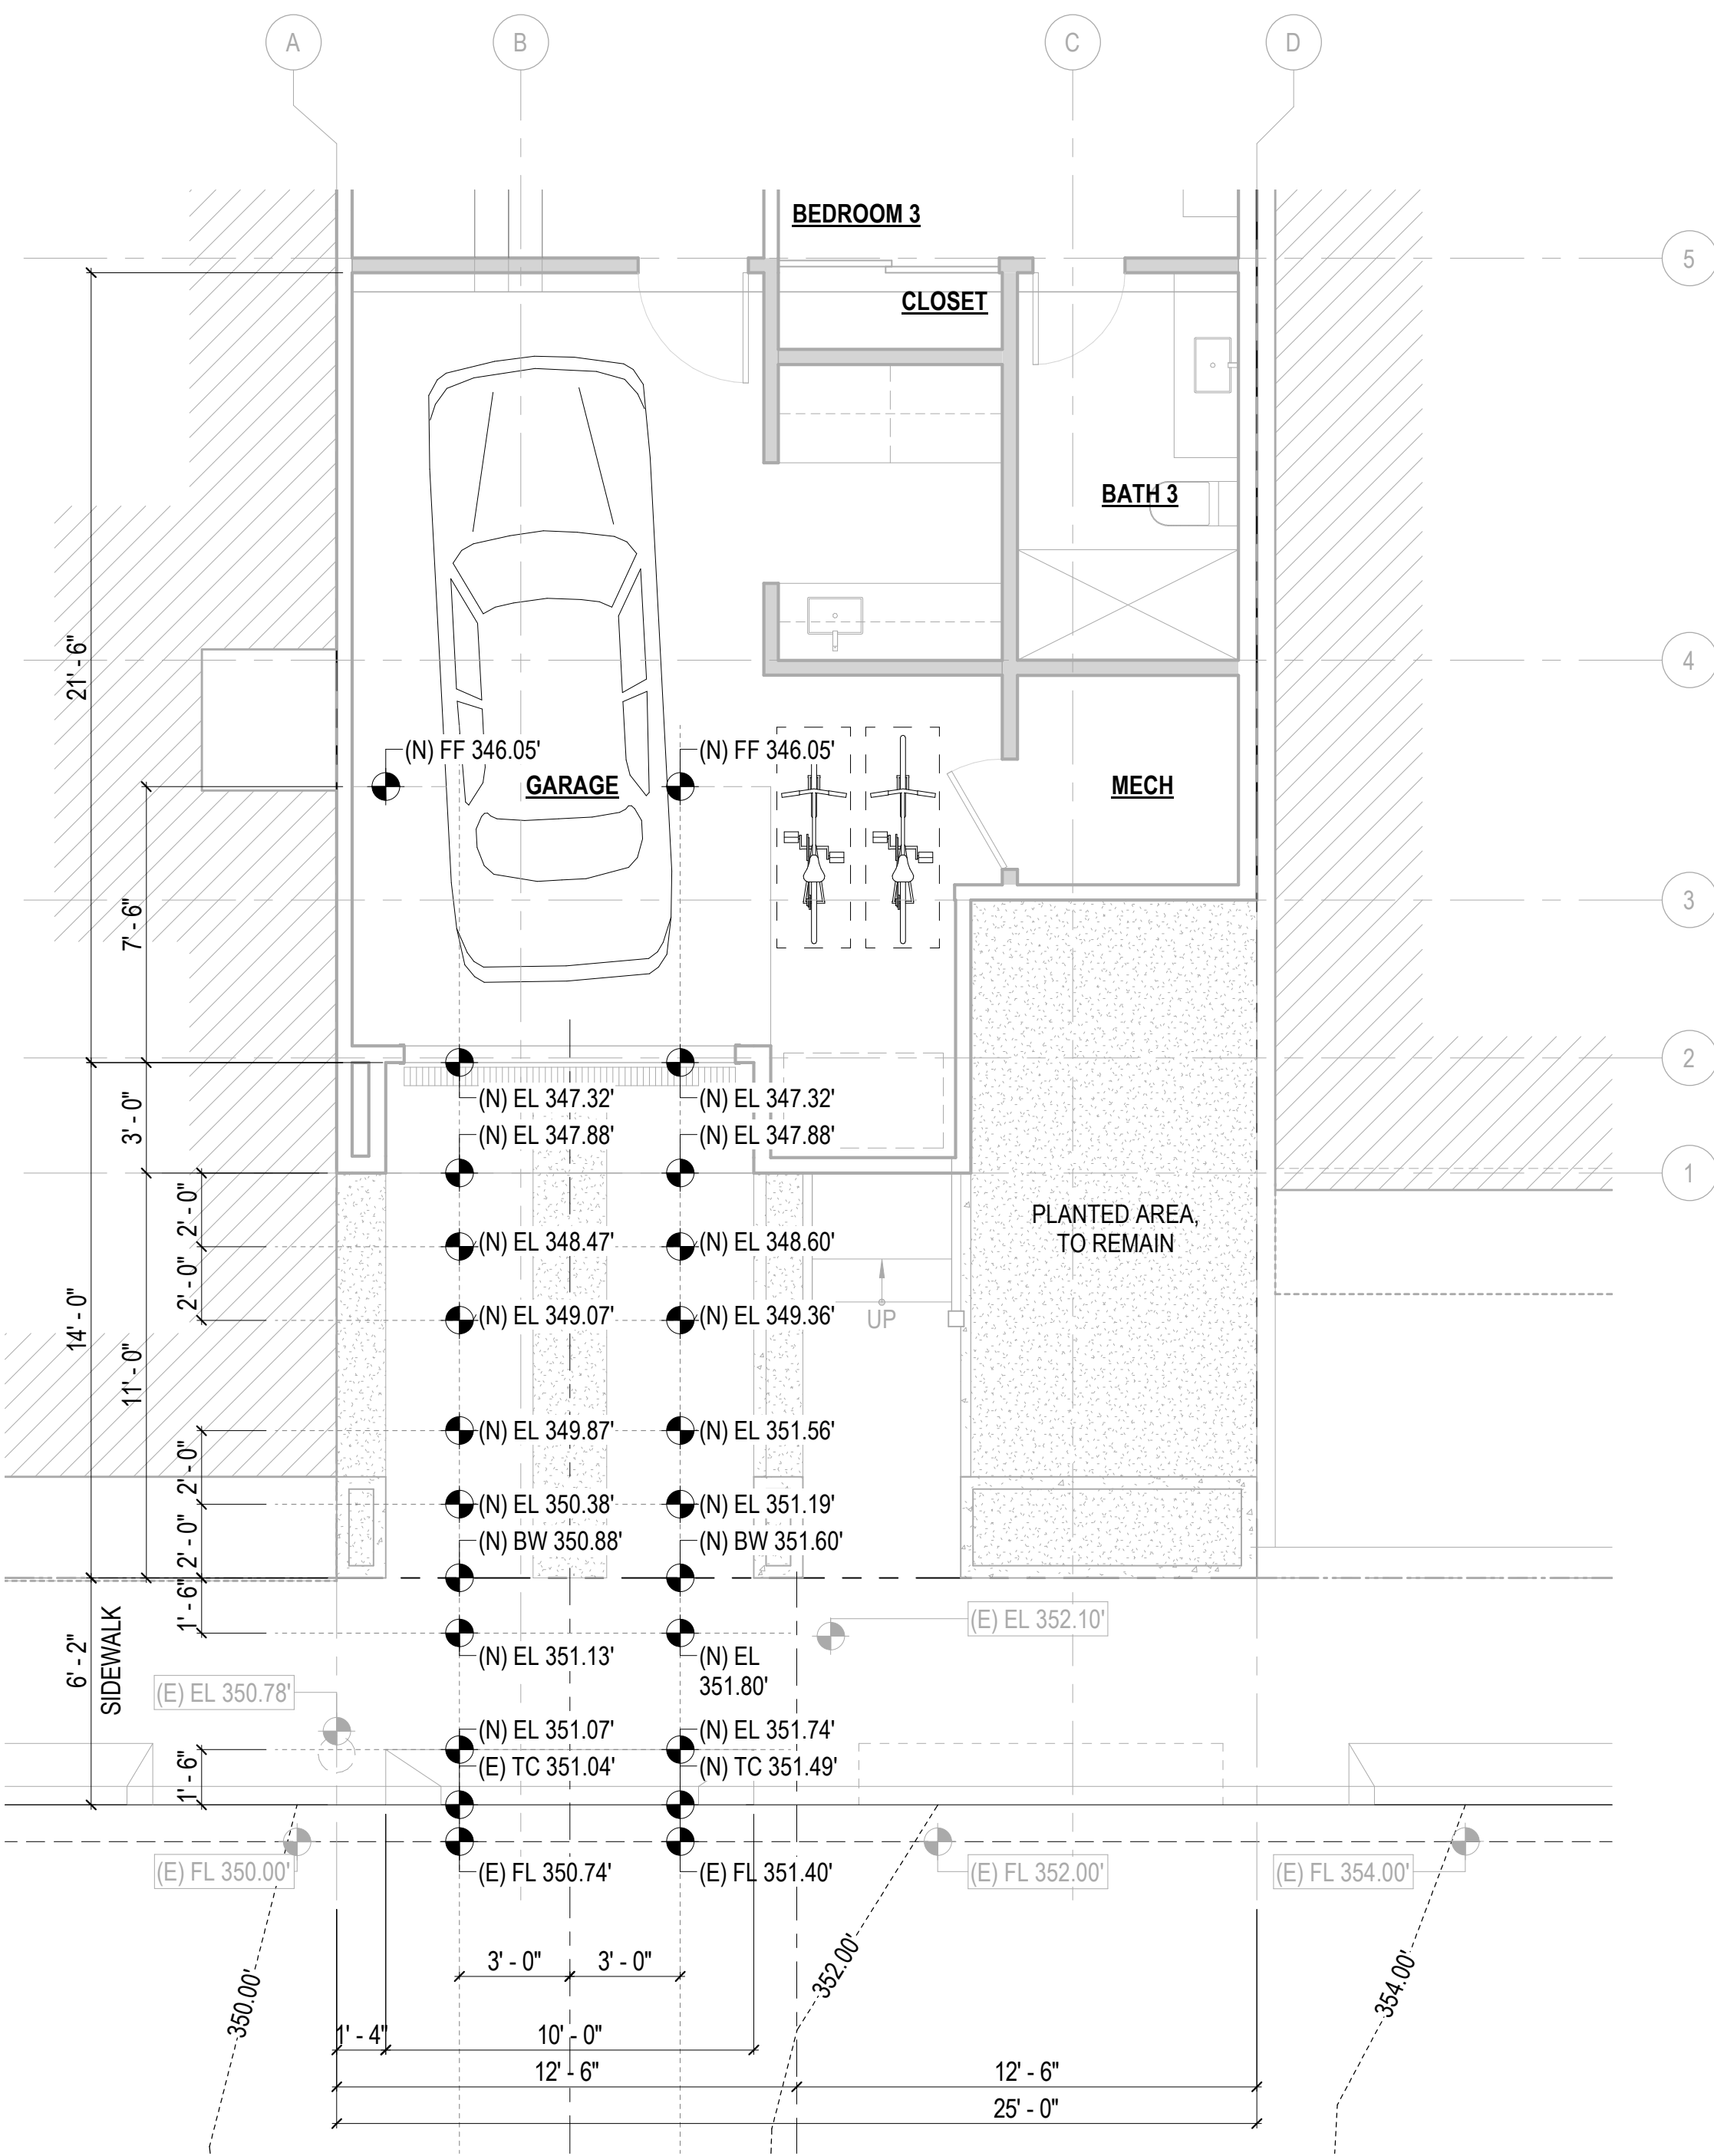 A
B
C
D
BEDROOM 3
5
CLOSET
BATH 3
21' - 6"
4
(N) FF 346.05'
(N) FF 346.05'
GARAGE
MECH
7' - 6"
3
2
(N) EL 347.32'
(N) EL 347.32'
3' - 0"
(N) EL 347.88'
(N) EL 347.88'
1
2' - 0"
PLANTED AREA,
TO REMAIN
(N) EL 348.47'
(N) EL 348.60'
2' - 0"
14' - 0"
(N) EL 349.07'
(N) EL 349.36'
UP
11' - 0"
(N) EL 349.87'
(N) EL 351.56'
2' - 0"
(N) EL 350.38'
(N) EL 351.19'
2' - 0"
(N) BW 350.88'
(N) BW 351.60'
1' - 6"
(E) EL 352.10'
6' - 2"
SIDEWALK
(N) EL 351.13'
(N) EL
351.80'
(E) EL 350.78'
(N) EL 351.07'
(N) EL 351.74'
1' - 6"
(E) TC 351.04'
(N) TC 351.49'
(E) FL 350.00'
(E) FL 350.74'
(E) FL 351.40'
(E) FL 352.00'
(E) FL 354.00'
3' - 0"
3' - 0"
350.00'
352.00'
354.00'
1' - 4"
10' - 0"
12' - 6"
12' - 6"
25' - 0"